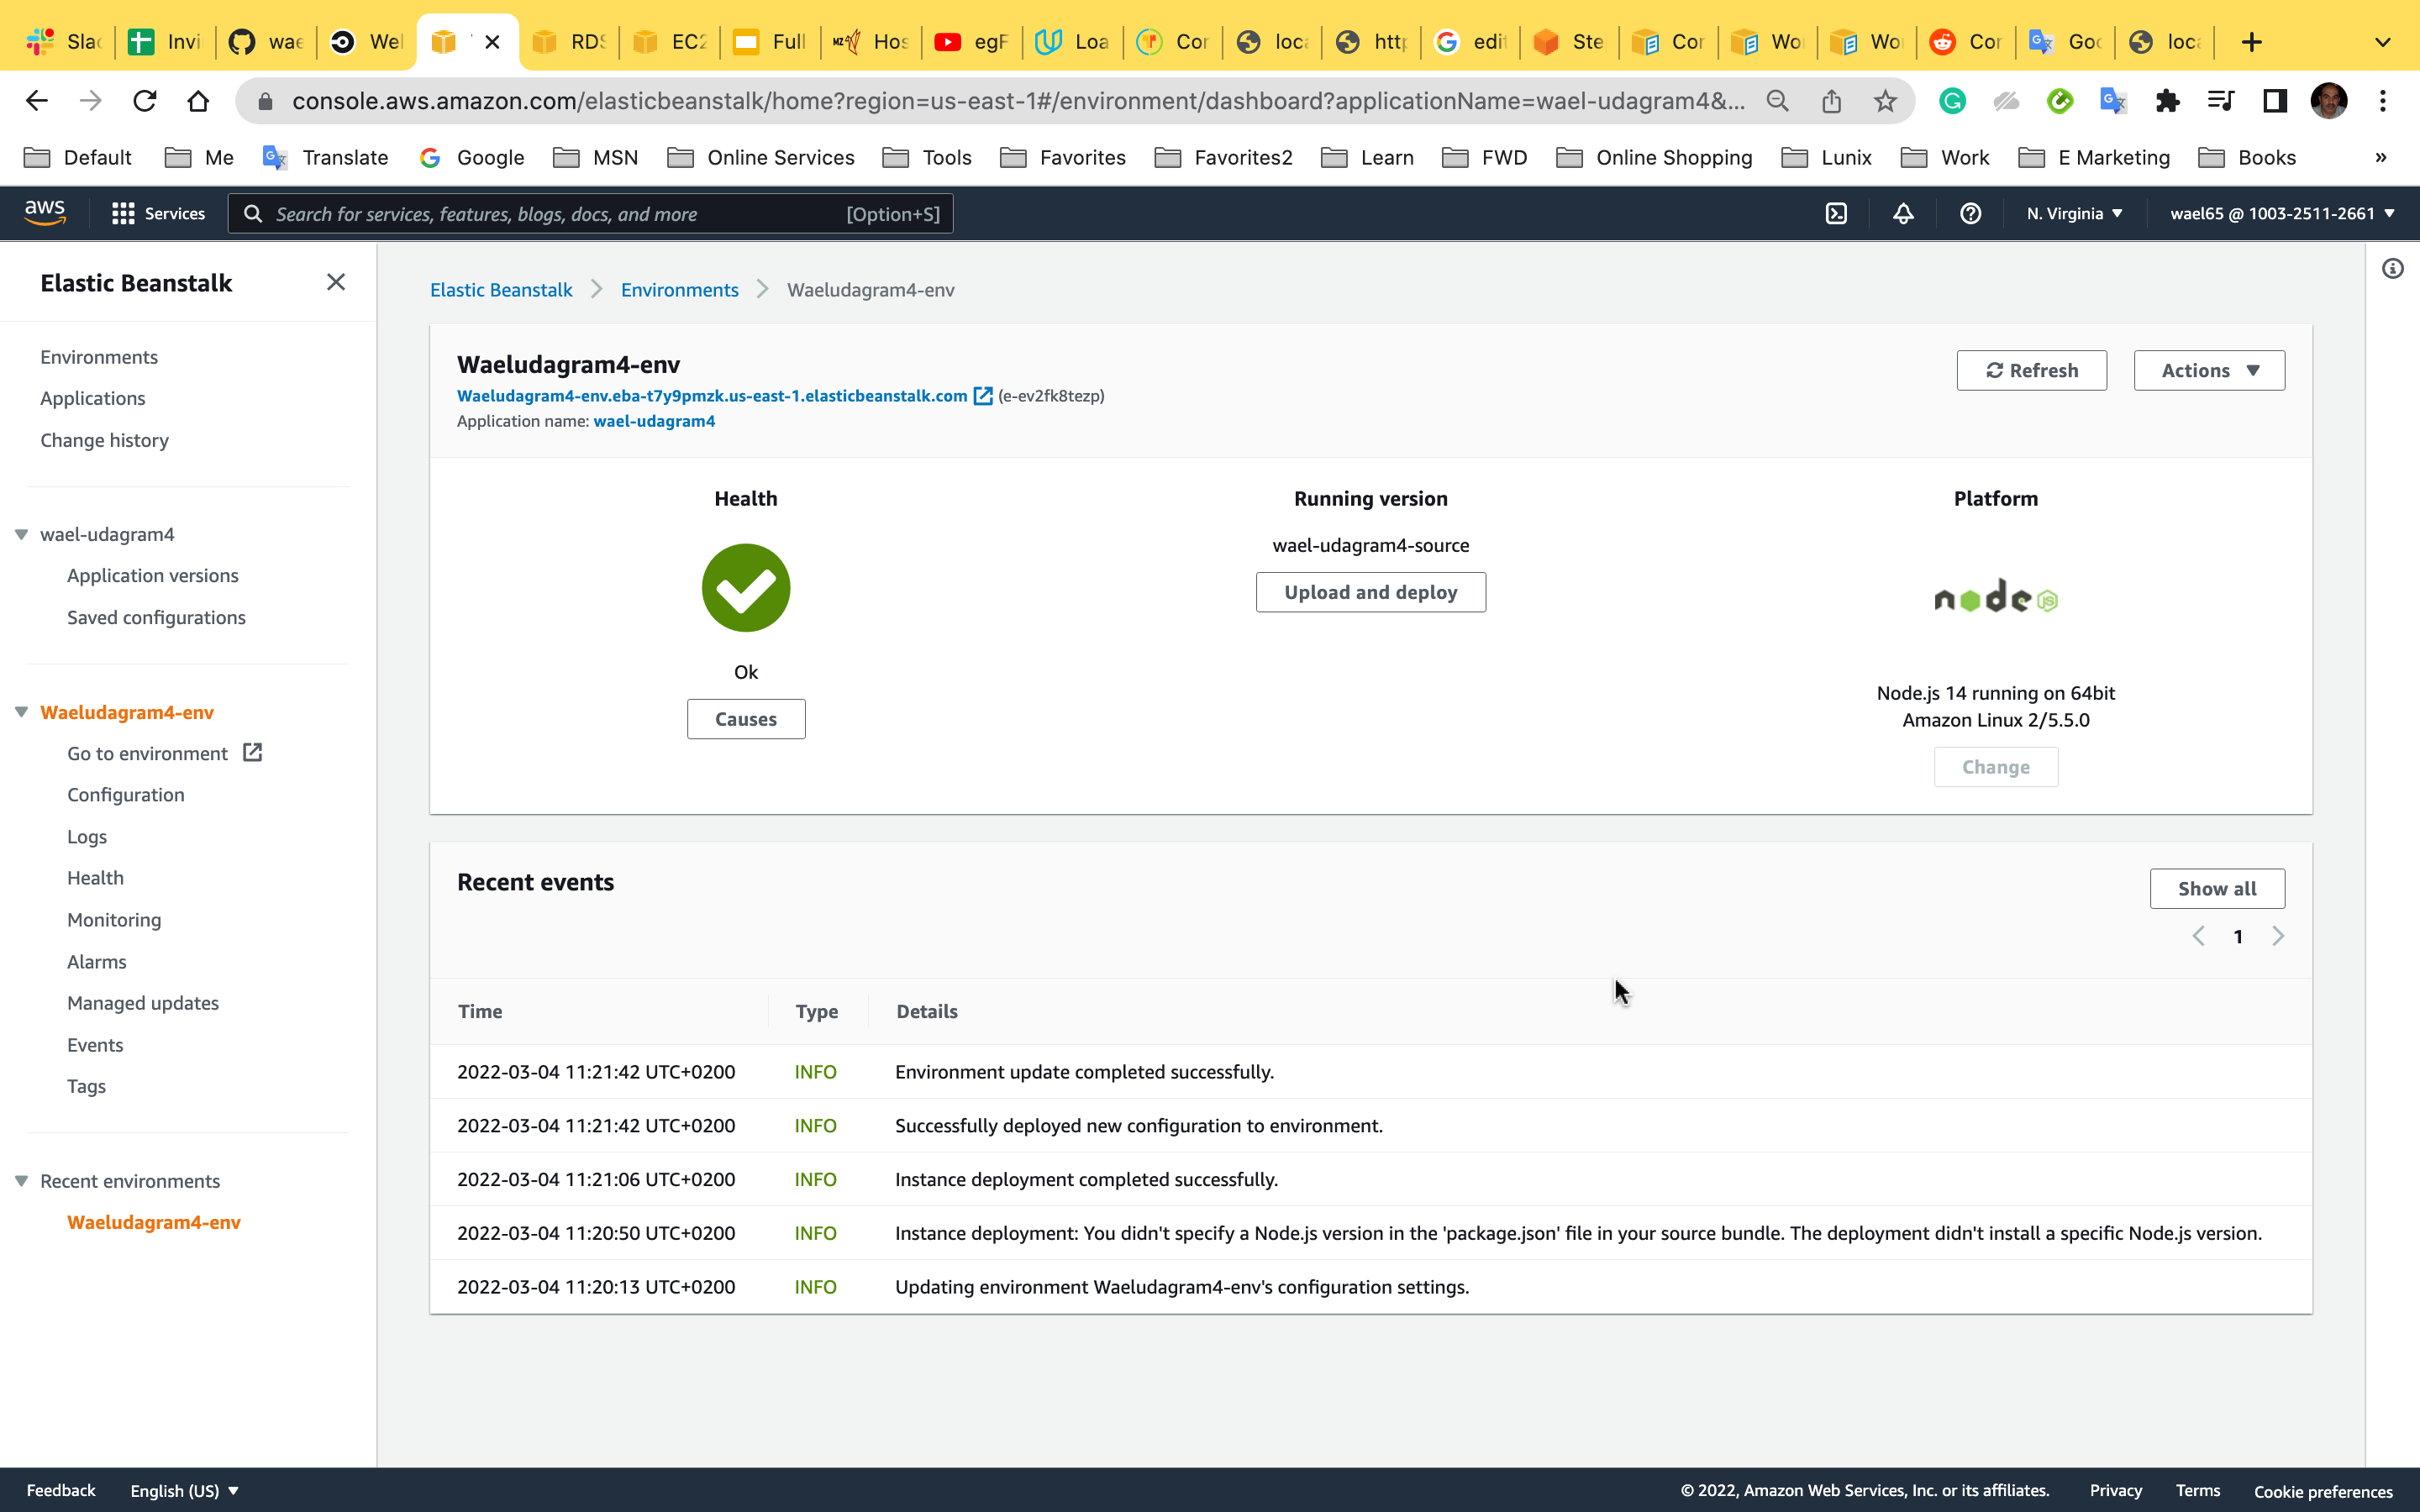 Sla Invi wae Wel RDS EC2 Full Hos egF Loa Cor loca http edit Ste Cor Wo Wo Cor Goo loca
console.aws.amazon.com/elasticbeanstalk/home?region=us-east-1#/environment/dashboard?applicationName=wael-udagram4&...
Default Me Translate Google MSN Online Services Tools Favorites Favorites2 Learn FWD Online Shopping Lunix Work E Marketing Books »
aws Services Search for services, features, blogs, docs, and more [Option+S] N. Virginia wael65 @ 1003-2511-2661
Elastic Beanstalk
Environments
Applications
Change history
wael-udagram4
Application versions
Saved configurations
Waeludagram4-env
Go to environment
Configuration
Logs
Health
Monitoring
Alarms
Managed updates
Events
Tags
Recent environments
Waeludagram4-env
Elastic Beanstalk > Environments > Waeludagram4-env
Waeludagram4-env
Waeludagram4-env.eba-t7y9pmzk.us-east-1.elasticbeanstalk.com (e-ev2fk8tezp)
Application name: wael-udagram4
Refresh Actions
Health
Ok
Causes
Running version
wael-udagram4-source
Upload and deploy
Platform
node JS
Node.js 14 running on 64bit
Amazon Linux 2/5.5.0
Change
Recent events
Show all
1
Time Type Details
2022-03-04 11:21:42 UTC+0200 INFO Environment update completed successfully.
2022-03-04 11:21:42 UTC+0200 INFO Successfully deployed new configuration to environment.
2022-03-04 11:21:06 UTC+0200 INFO Instance deployment completed successfully.
2022-03-04 11:20:50 UTC+0200 INFO Instance deployment: You didn't specify a Node.js version in the 'package.json' file in your source bundle. The deployment didn't install a specific Node.js version.
2022-03-04 11:20:13 UTC+0200 INFO Updating environment Waeludagram4-env's configuration settings.
Feedback English (US) © 2022, Amazon Web Services, Inc. or its affiliates. Privacy Terms Cookie preferences